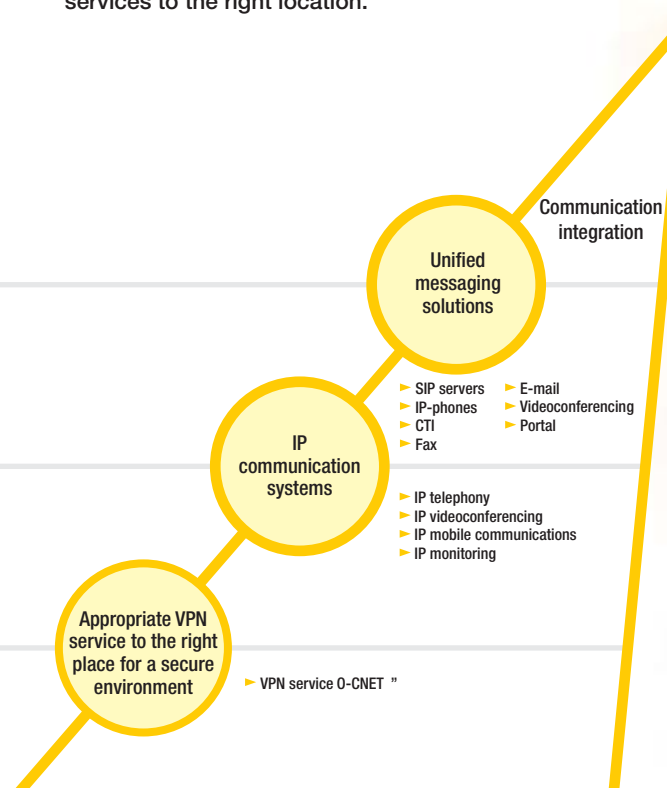 services to the right location.
Communication
integration
Unified
messaging
solutions
► SIP servers
► IP-phones
► CTI
► Fax
► E-mail
► Videoconferencing
► Portal
IP
communication
systems
► IP telephony
► IP videoconferencing
► IP mobile communications
► IP monitoring
Appropriate VPN
service to the right
place for a secure
environment
► VPN service O-CNET ”